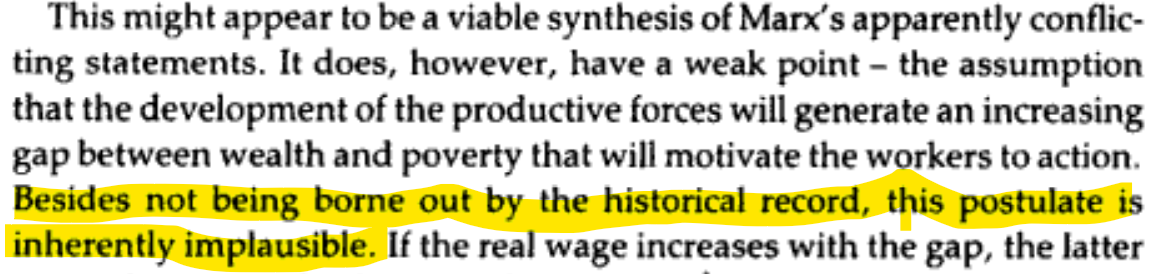 This might appear to be a viable synthesis of Marx's apparently conflic-
ting statements. It does, however, have a weak point – the assumption
that the development of the productive forces will generate an increasing
gap between wealth and poverty that will motivate the workers to action.
Besides not being borne out by the historical record, this postulate is
inherently implausible. If the real wage increases with the gap, the latter